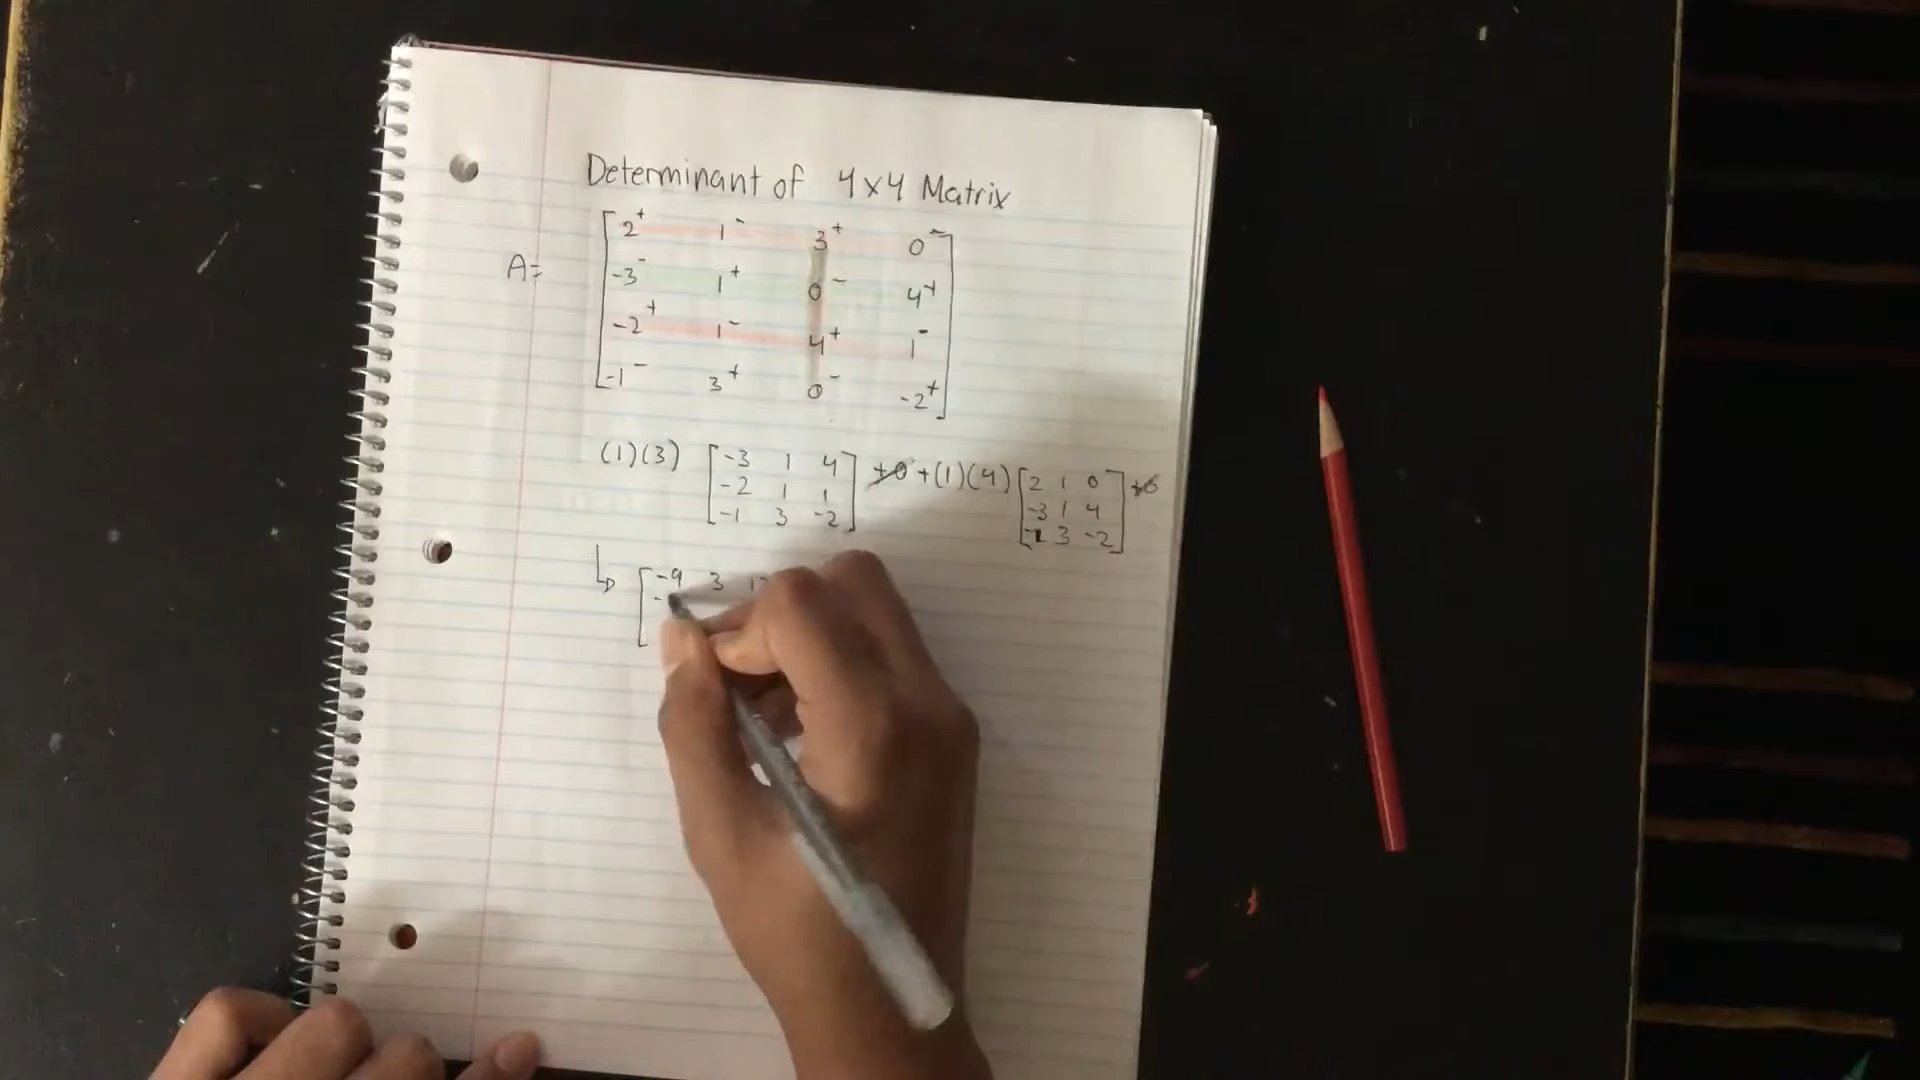 Determinant of 4x4 Matrix
A=
2+ 1- 3+ 0-
-3- 1+ 0- 4+
-2+ 1- 4+ 1-
-1- 3+ 0- -2+
(1)(3) [-3 1 4] +0 +(1)(4) [2 1 0] +0
-2 1 1 -3 1 4
-1 3 -2 -1 3 -2
↳ [-9 3
-